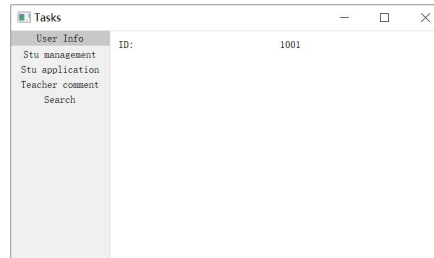 Tasks
User Info
Stu management
Stu application
Teacher comment
Search
ID: 1001